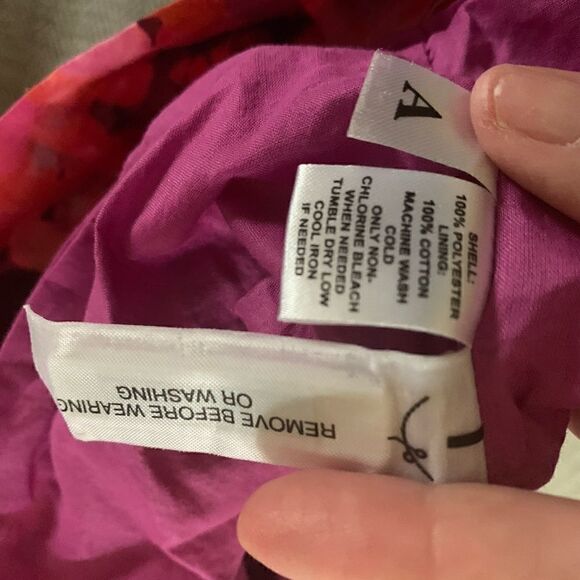 A
SHELL:
100% POLYESTER
LINING:
100% COTTON
MACHINE WASH
COLD
ONLY NON-
CHLORINE BLEACH
WHEN NEEDED
TUMBLE DRY LOW
COOL IRON
IF NEEDED
REMOVE BEFORE WEARING
OR WASHING